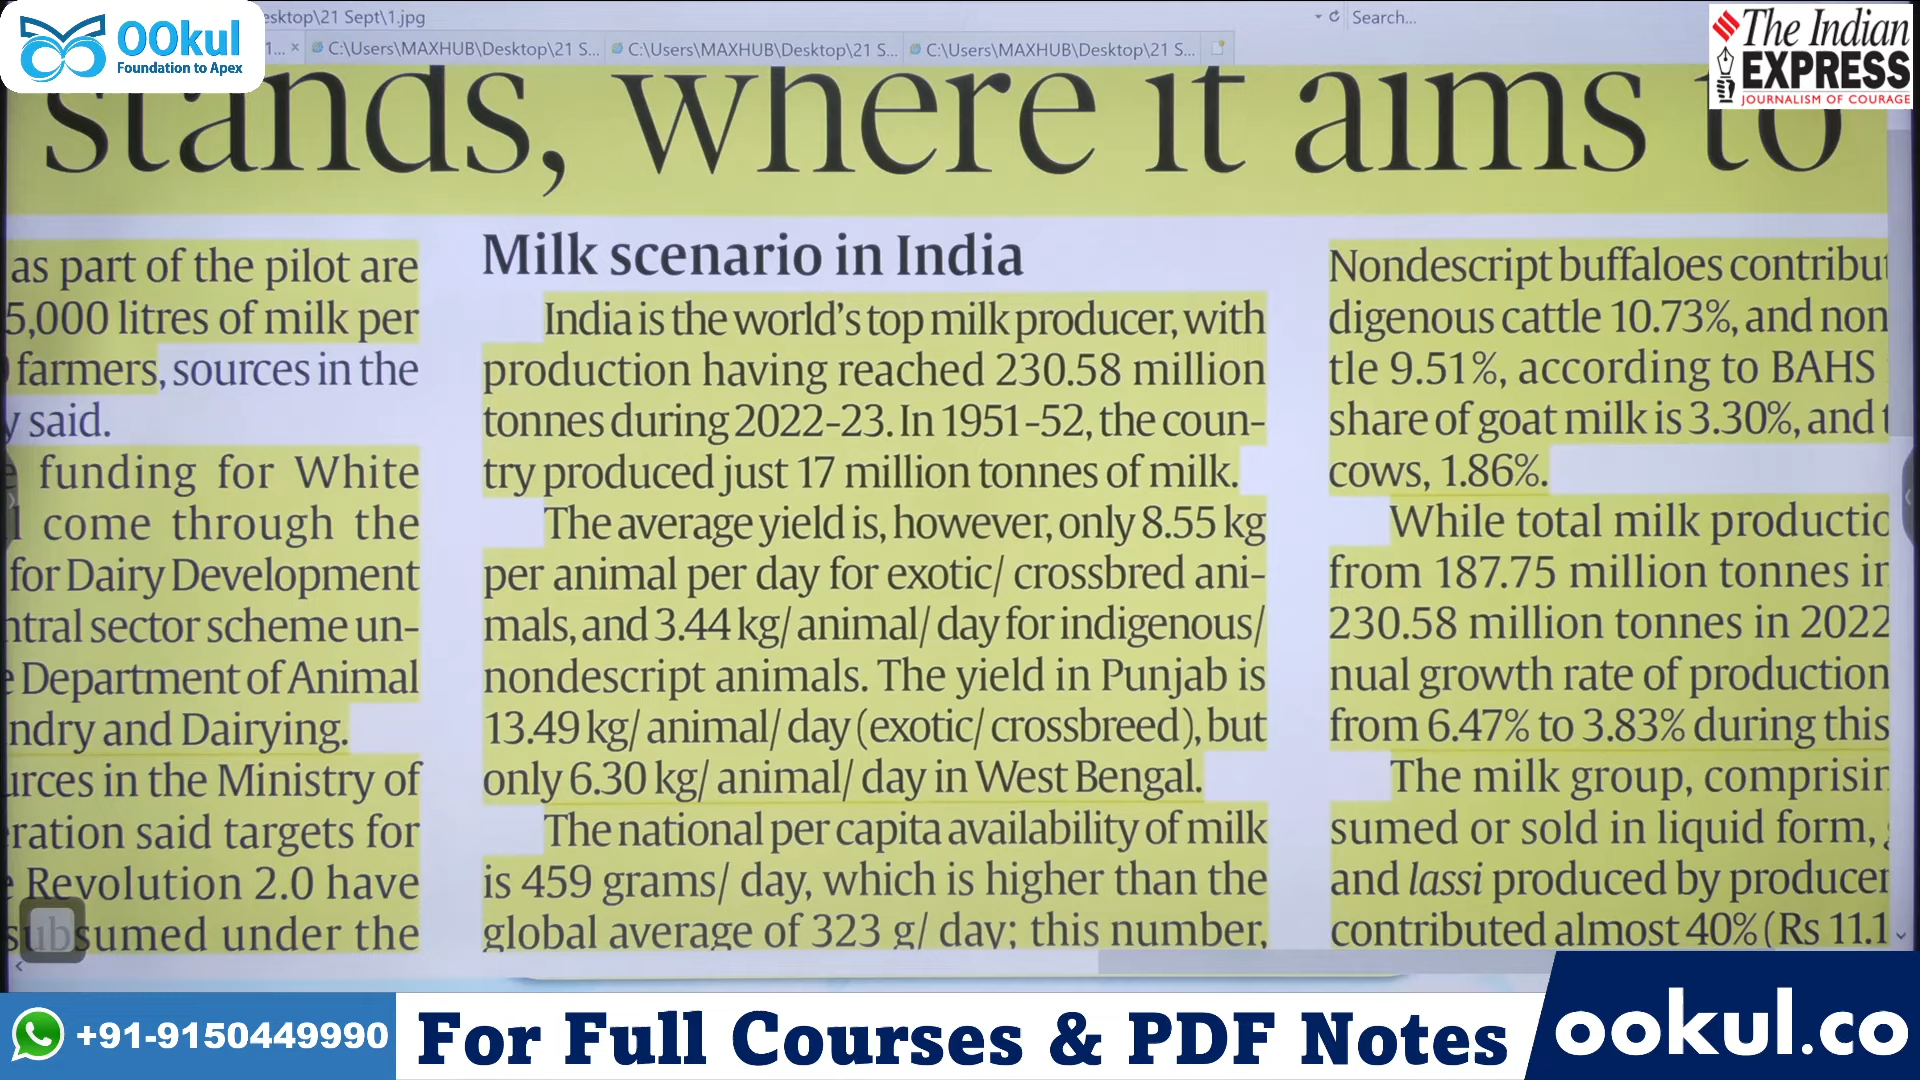 OOkul
Foundation to Apex
esktop\21 Sept\1.jpg
Search...
1... × C:\Users\MAXHUB\Desktop\21 S... C:\Users\MAXHUB\Desktop\21 S... C:\Users\MAXHUB\Desktop\21 S...
The Indian
EXPRESS
JOURNALISM OF COURAGE
stands, where it aims to
as part of the pilot are
5,000 litres of milk per
farmers, sources in the
said.
funding for White
come through the
for Dairy Development
ntral sector scheme un-
Department of Animal
ndry and Dairying.
urces in the Ministry of
eration said targets for
Revolution 2.0 have
subsumed under the
Milk scenario in India
India is the world's top milk producer, with
production having reached 230.58 million
tonnes during 2022-23. In 1951-52, the coun-
try produced just 17 million tonnes of milk.
The average yield is, however, only 8.55 kg
per animal per day for exotic/ crossbred ani-
mals, and 3.44 kg/ animal/ day for indigenous/
nondescript animals. The yield in Punjab is
13.49 kg/ animal/ day (exotic/ crossbreed), but
only 6.30 kg/ animal/ day in West Bengal.
The national per capita availability of milk
is 459 grams/ day, which is higher than the
global average of 323 g/ day; this number,
Nondescript buffaloes contribut
digenous cattle 10.73%, and non
tle 9.51%, according to BAHS
share of goat milk is 3.30%, and t
cows, 1.86%.
While total milk productio
from 187.75 million tonnes in
230.58 million tonnes in 2022
nual growth rate of production
from 6.47% to 3.83% during this
The milk group, comprisin
sumed or sold in liquid form,
and lassi produced by producer
contributed almost 40% (Rs 11.1
+91-9150449990
For Full Courses & PDF Notes
ookul.co